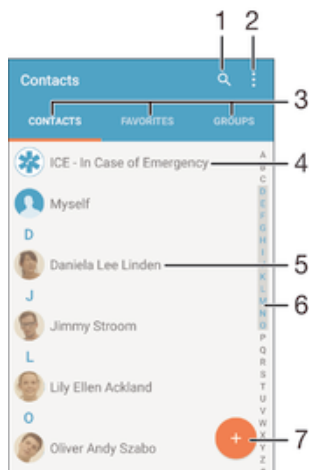 1 2
Contacts
3
CONTACTS FAVORITES GROUPS
ICE - In Case of Emergency 4
Myself
D
Daniela Lee Linden 5
J
Jimmy Stroom
6
L
Lily Ellen Ackland
O
Oliver Andy Szabo
+ 7
A
B
C
D
E
F
G
H
I
K
L
M
N
O
P
Q
R
S
T
U
V
W
X
Y
Z